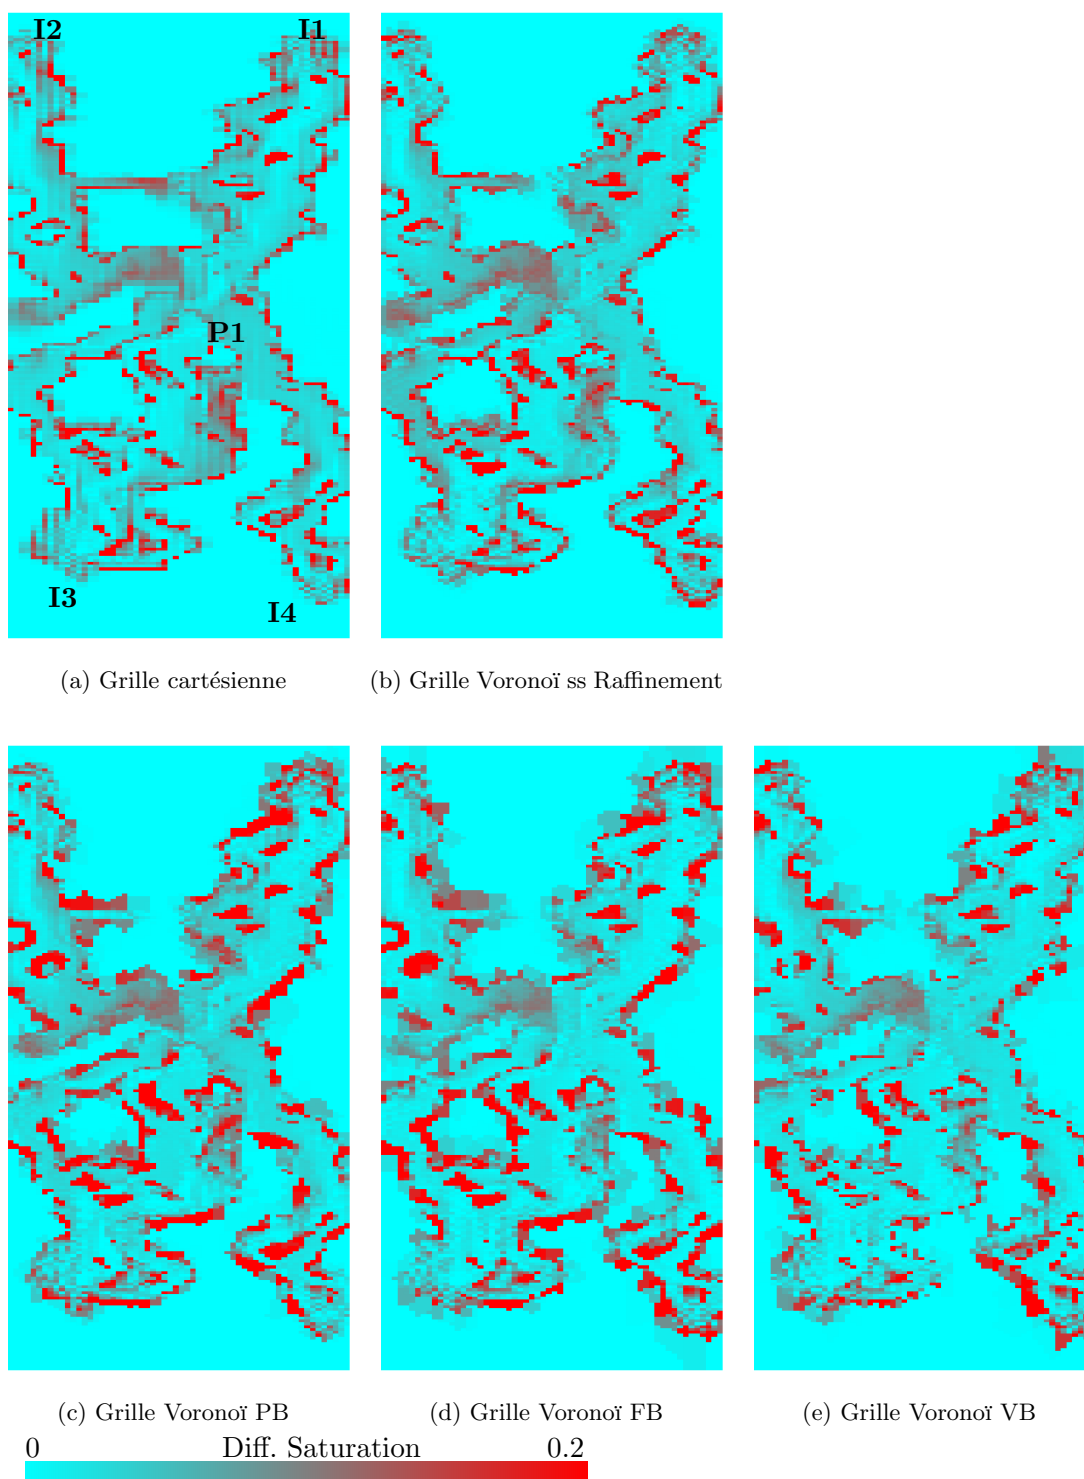 I2
I1
P1
I3
I4
(a) Grille cartésienne
(b) Grille Voronoï ss Raffinement
(c) Grille Voronoï PB
(d) Grille Voronoï FB
(e) Grille Voronoï VB
0 Diff. Saturation 0.2